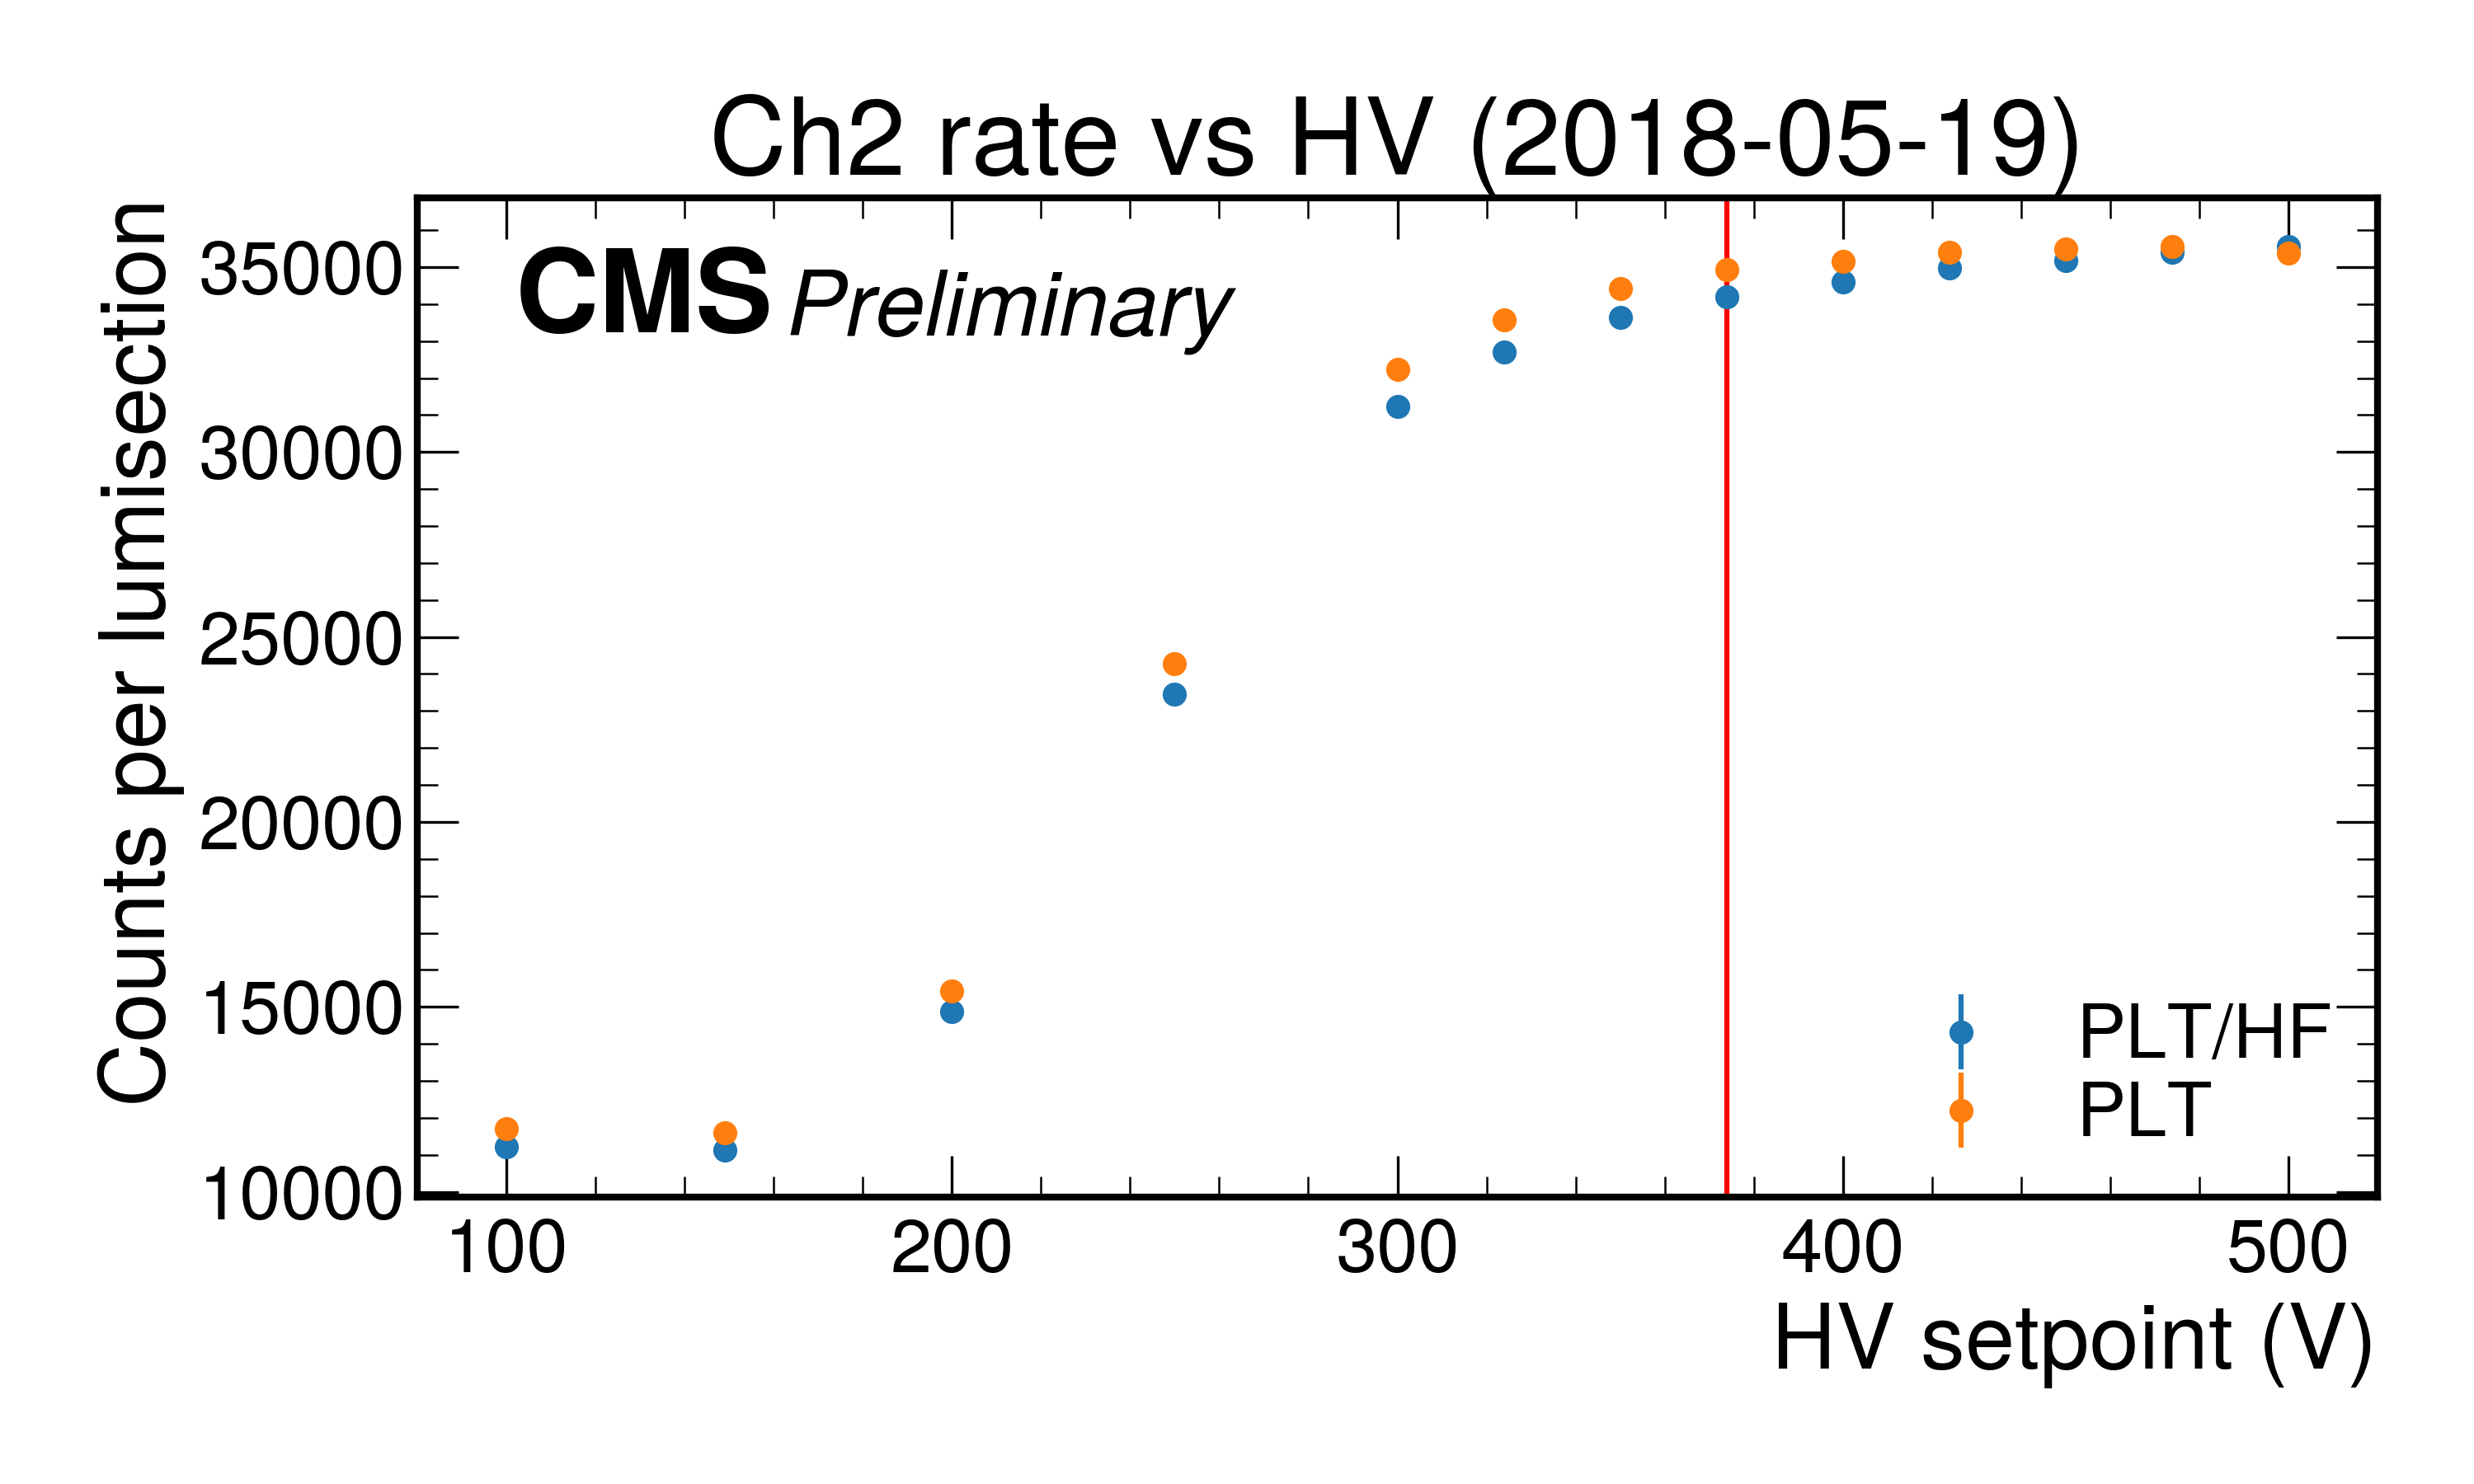 Ch2 rate vs HV (2018-05-19)
CMS Preliminary
Counts per lumisection
35000
30000
25000
20000
15000
10000
PLT/HF
PLT
100 200 300 400 500
HV setpoint (V)